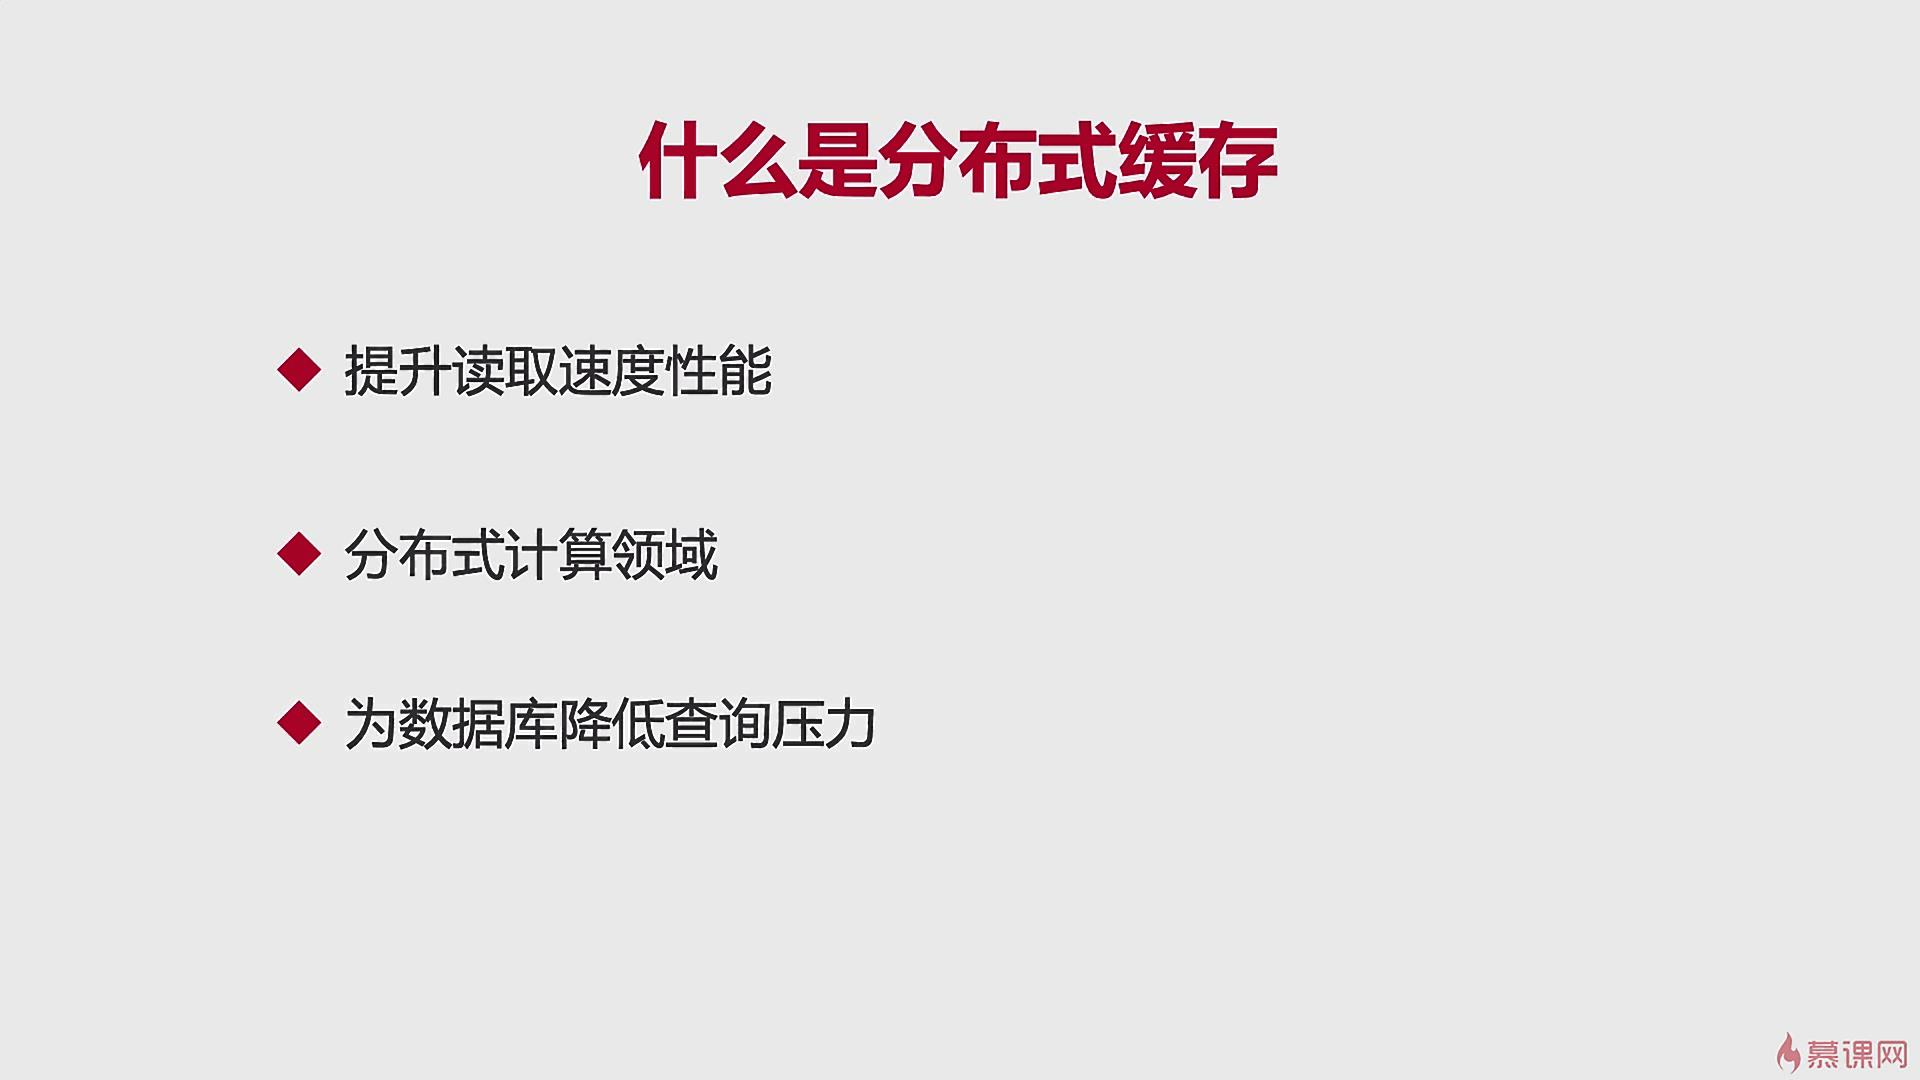 什么是分布式缓存
提升读取速度性能
分布式计算领域
为数据库降低查询压力
慕课网